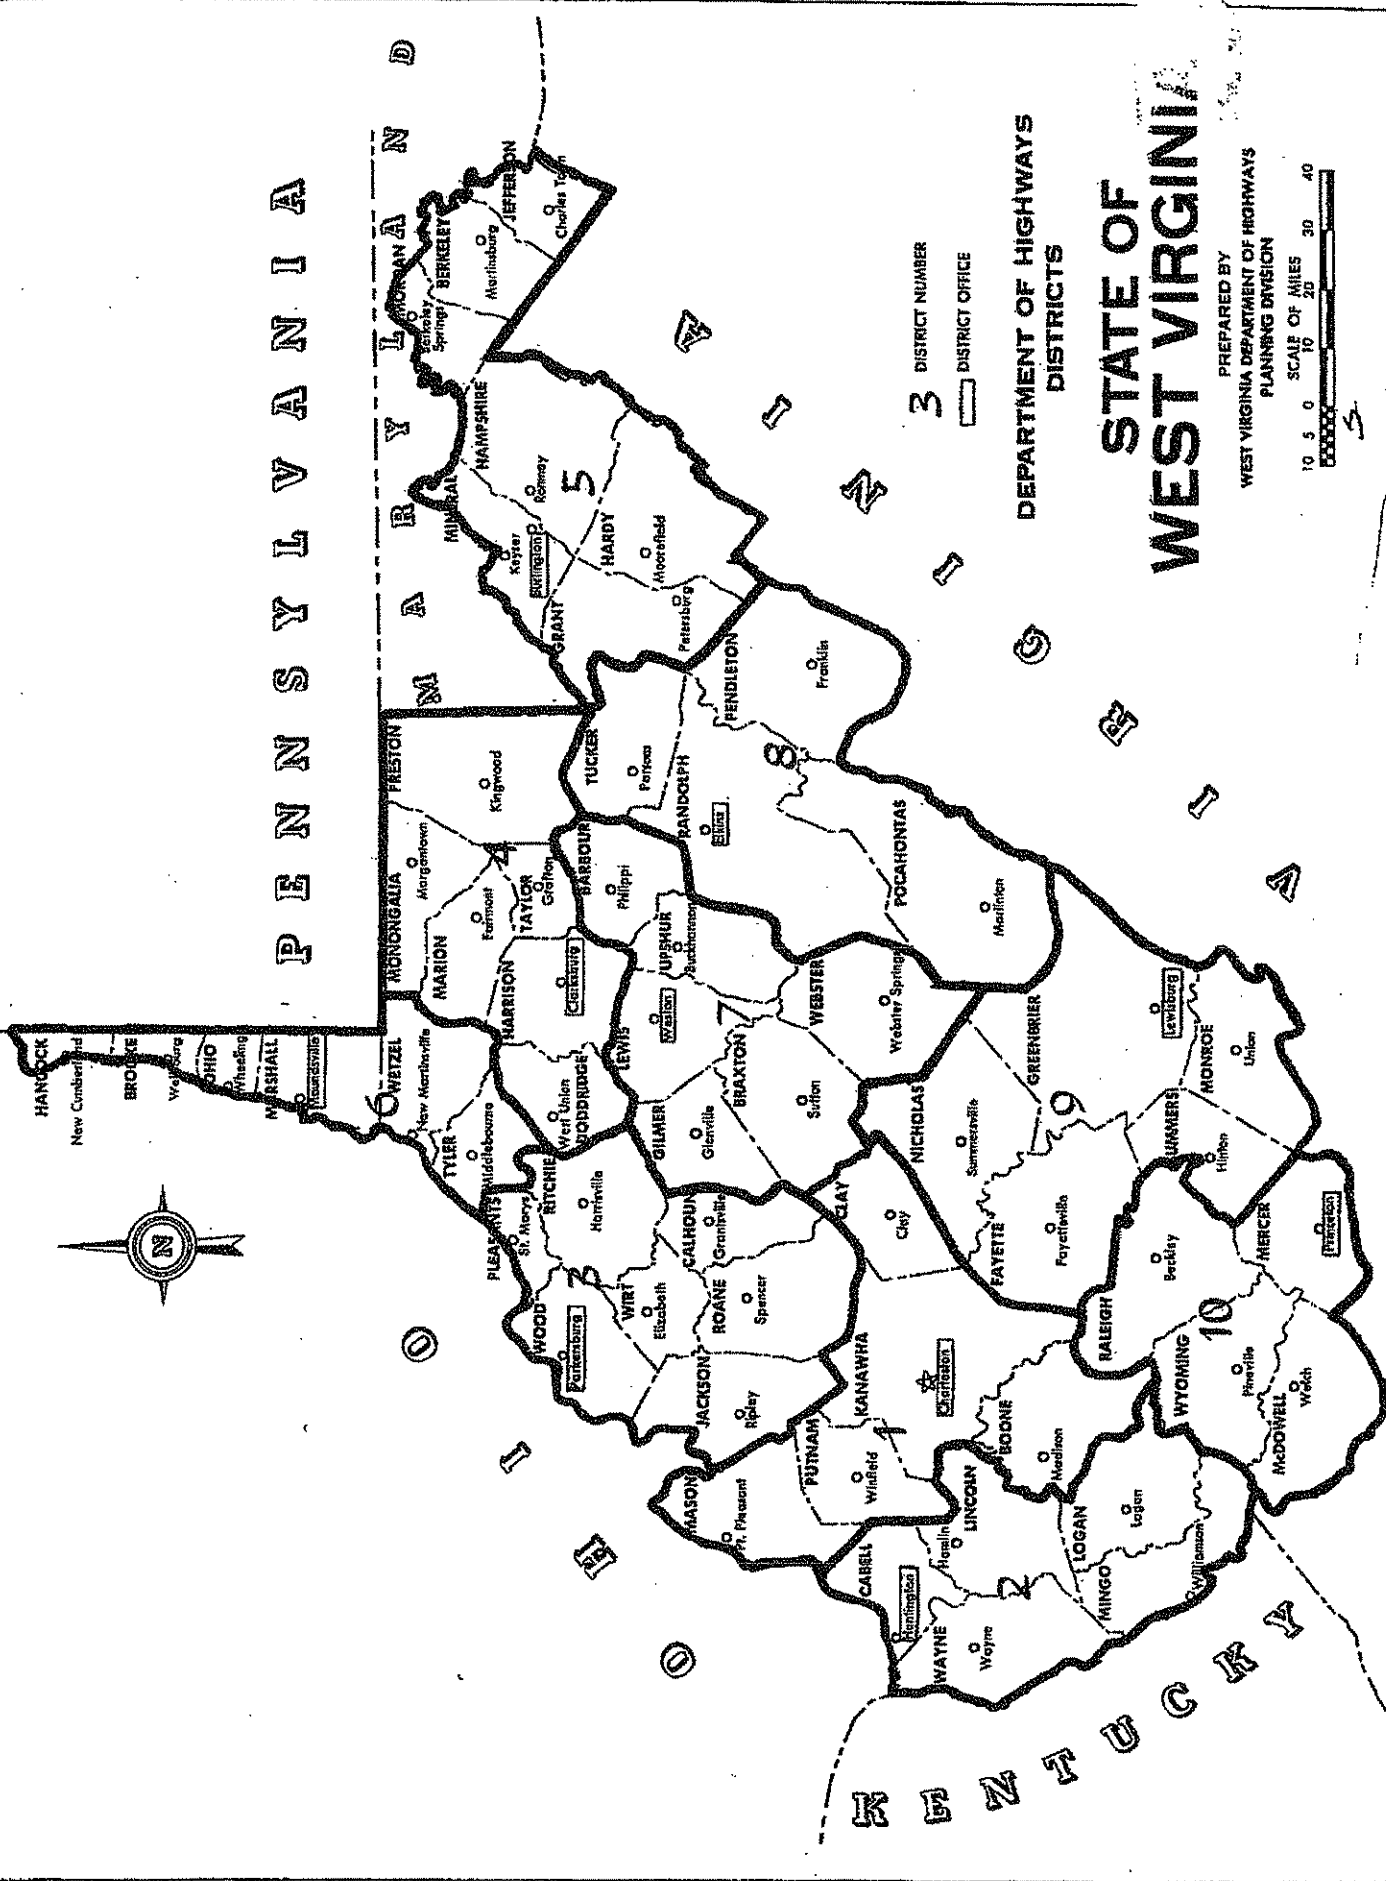 PENNSYLVANIA
MARYLAND
OHIO
KENTUCKY
VIRGINIA
N
HANCOCK
New Cumberland
BROOKE
Wellsburg
OHIO
Wheeling
MARSHALL
Moundsville
6
WETZEL
New Martinsville
TYLER
Middlebourne
PLEASANTS
St. Marys
RITCHIE
Harrisville
WOOD
Parkersburg
3
WIRT
Elizabeth
CALHOUN
Grantsville
ROANE
Spencer
JACKSON
Ripley
MASON
Pt. Pleasant
PUTNAM
Winfield
1
KANAWHA
Charleston
CLAY
Clay
BOONE
Madison
CABELL
Huntington
LINCOLN
Hamlin
WAYNE
Wayne
2
LOGAN
Logan
MINGO
Williamson
MONONGALIA
Morgantown
PRESTON
Kingwood
MARION
Fairmont
4
TAYLOR
Grafton
HARRISON
Clarksburg
DODDRIDGE
West Union
BARBOUR
Philippi
UPSHUR
Buckhannon
LEWIS
Weston
GILMER
Glenville
7
BRAXTON
Sutton
WEBSTER
Webster Springs
TUCKER
Parsons
RANDOLPH
Elkins
PENDLETON
Franklin
8
POCAHONTAS
Marlinton
MINERAL
Keyser
Burlington
HAMPSHIRE
Romney
5
GRANT
Petersburg
HARDY
Moorefield
MORGAN
Berkeley
Springs
BERKELEY
Martinsburg
JEFFERSON
Charles Town
NICHOLAS
Summersville
GREENBRIER
Lewisburg
9
FAYETTE
Fayetteville
SUMMERS
Hinton
MONROE
Union
RALEIGH
Beckley
MERCER
Princeton
10
WYOMING
Pineville
McDOWELL
Welch
3 DISTRICT NUMBER
DISTRICT OFFICE
DEPARTMENT OF HIGHWAYS
DISTRICTS
STATE OF
WEST VIRGINIA
PREPARED BY
WEST VIRGINIA DEPARTMENT OF HIGHWAYS
PLANNING DIVISION
SCALE OF MILES
10 5 0 10 20 30 40